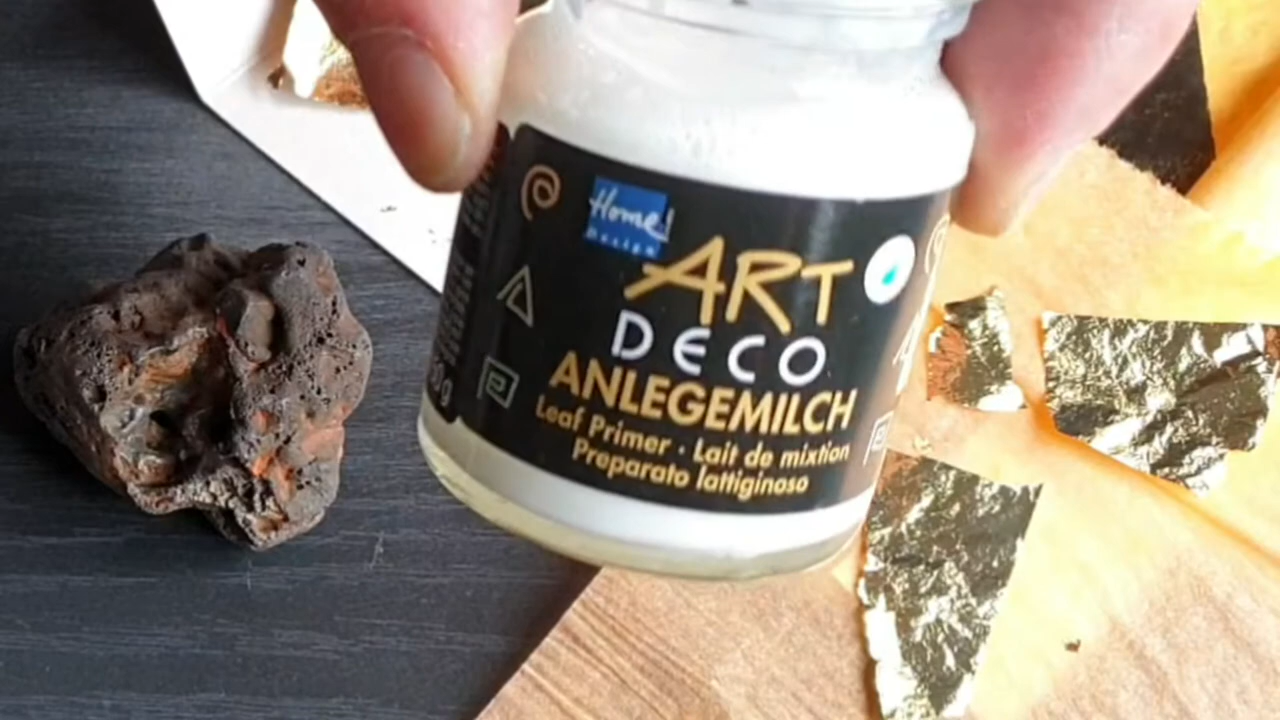 Home!
Design
ART
DECO
ANLEGEMILCH
Leaf Primer · Lait de mixtion
Preparato lattiginoso